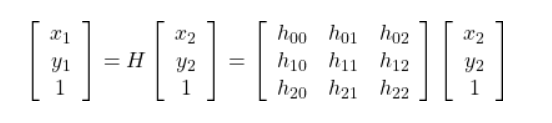 [ x₁ ] = H [ x₂ ] = [ h₀₀ h₀₁ h₀₂ ] [ x₂ ]
[ y₁ ] [ y₂ ] [ h₁₀ h₁₁ h₁₂ ] [ y₂ ]
[ 1 ] [ 1 ] [ h₂₀ h₂₁ h₂₂ ] [ 1 ]